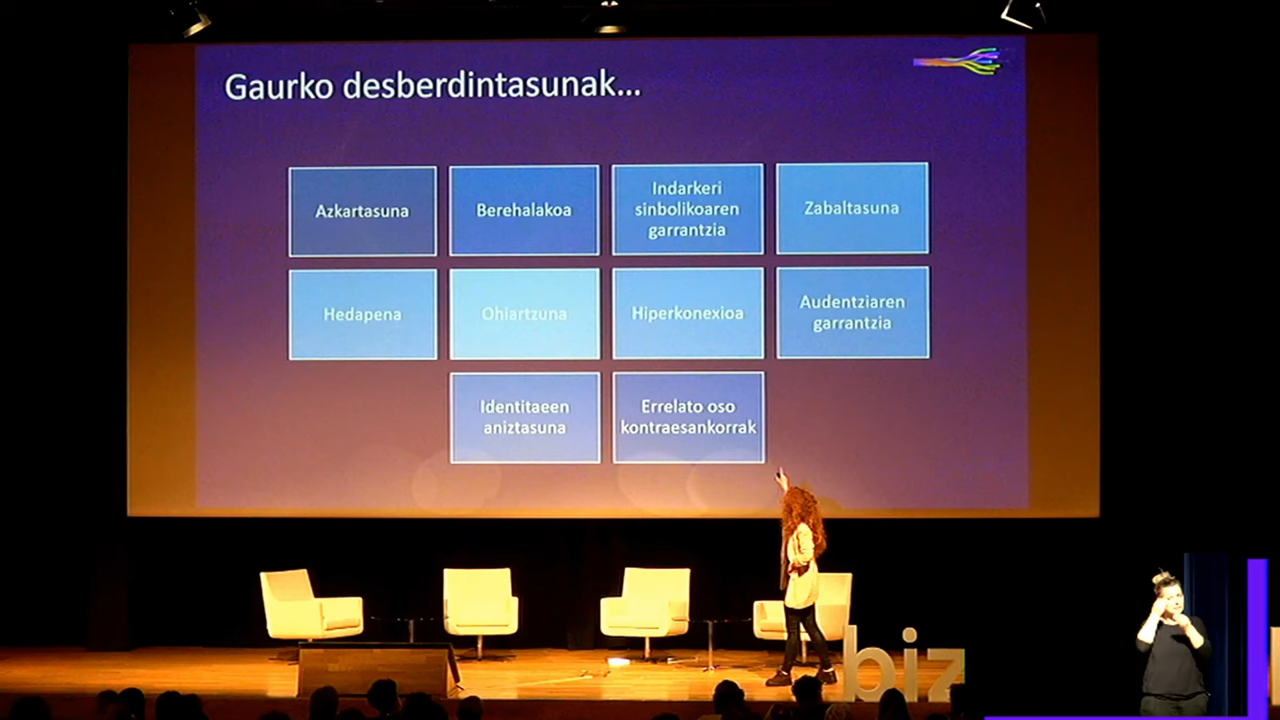 Gaurko desberdintasunak...
Azkartasuna
Berehalakoa
Indarkeri
sinbolikoaren
garrantzia
Zabaltasuna
Hedapena
Ohiartzuna
Hiperkonexioa
Audentziaren
garrantzia
Identitaeen
aniztasuna
Errelato oso
kontraesankorrak
biz